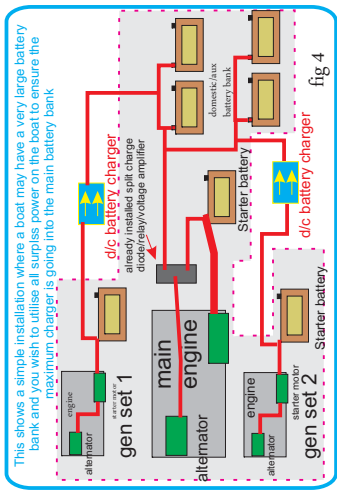 This shows a simple installation where a boat may have a very large battery
bank and you wish to utilise all surplss power on the boat to ensure the
maximum charger is going into the main battery bank
d/c battery charger
engine
alternator
starter motor
gen set 1
already installed split charge
diode/relay/voltage amplifier
domestic/aux
battery bank
main
engine
alternator
Starter battery
fig 4
d/c battery charger
engine
alternator
starter motor
gen set 2
Starter battery